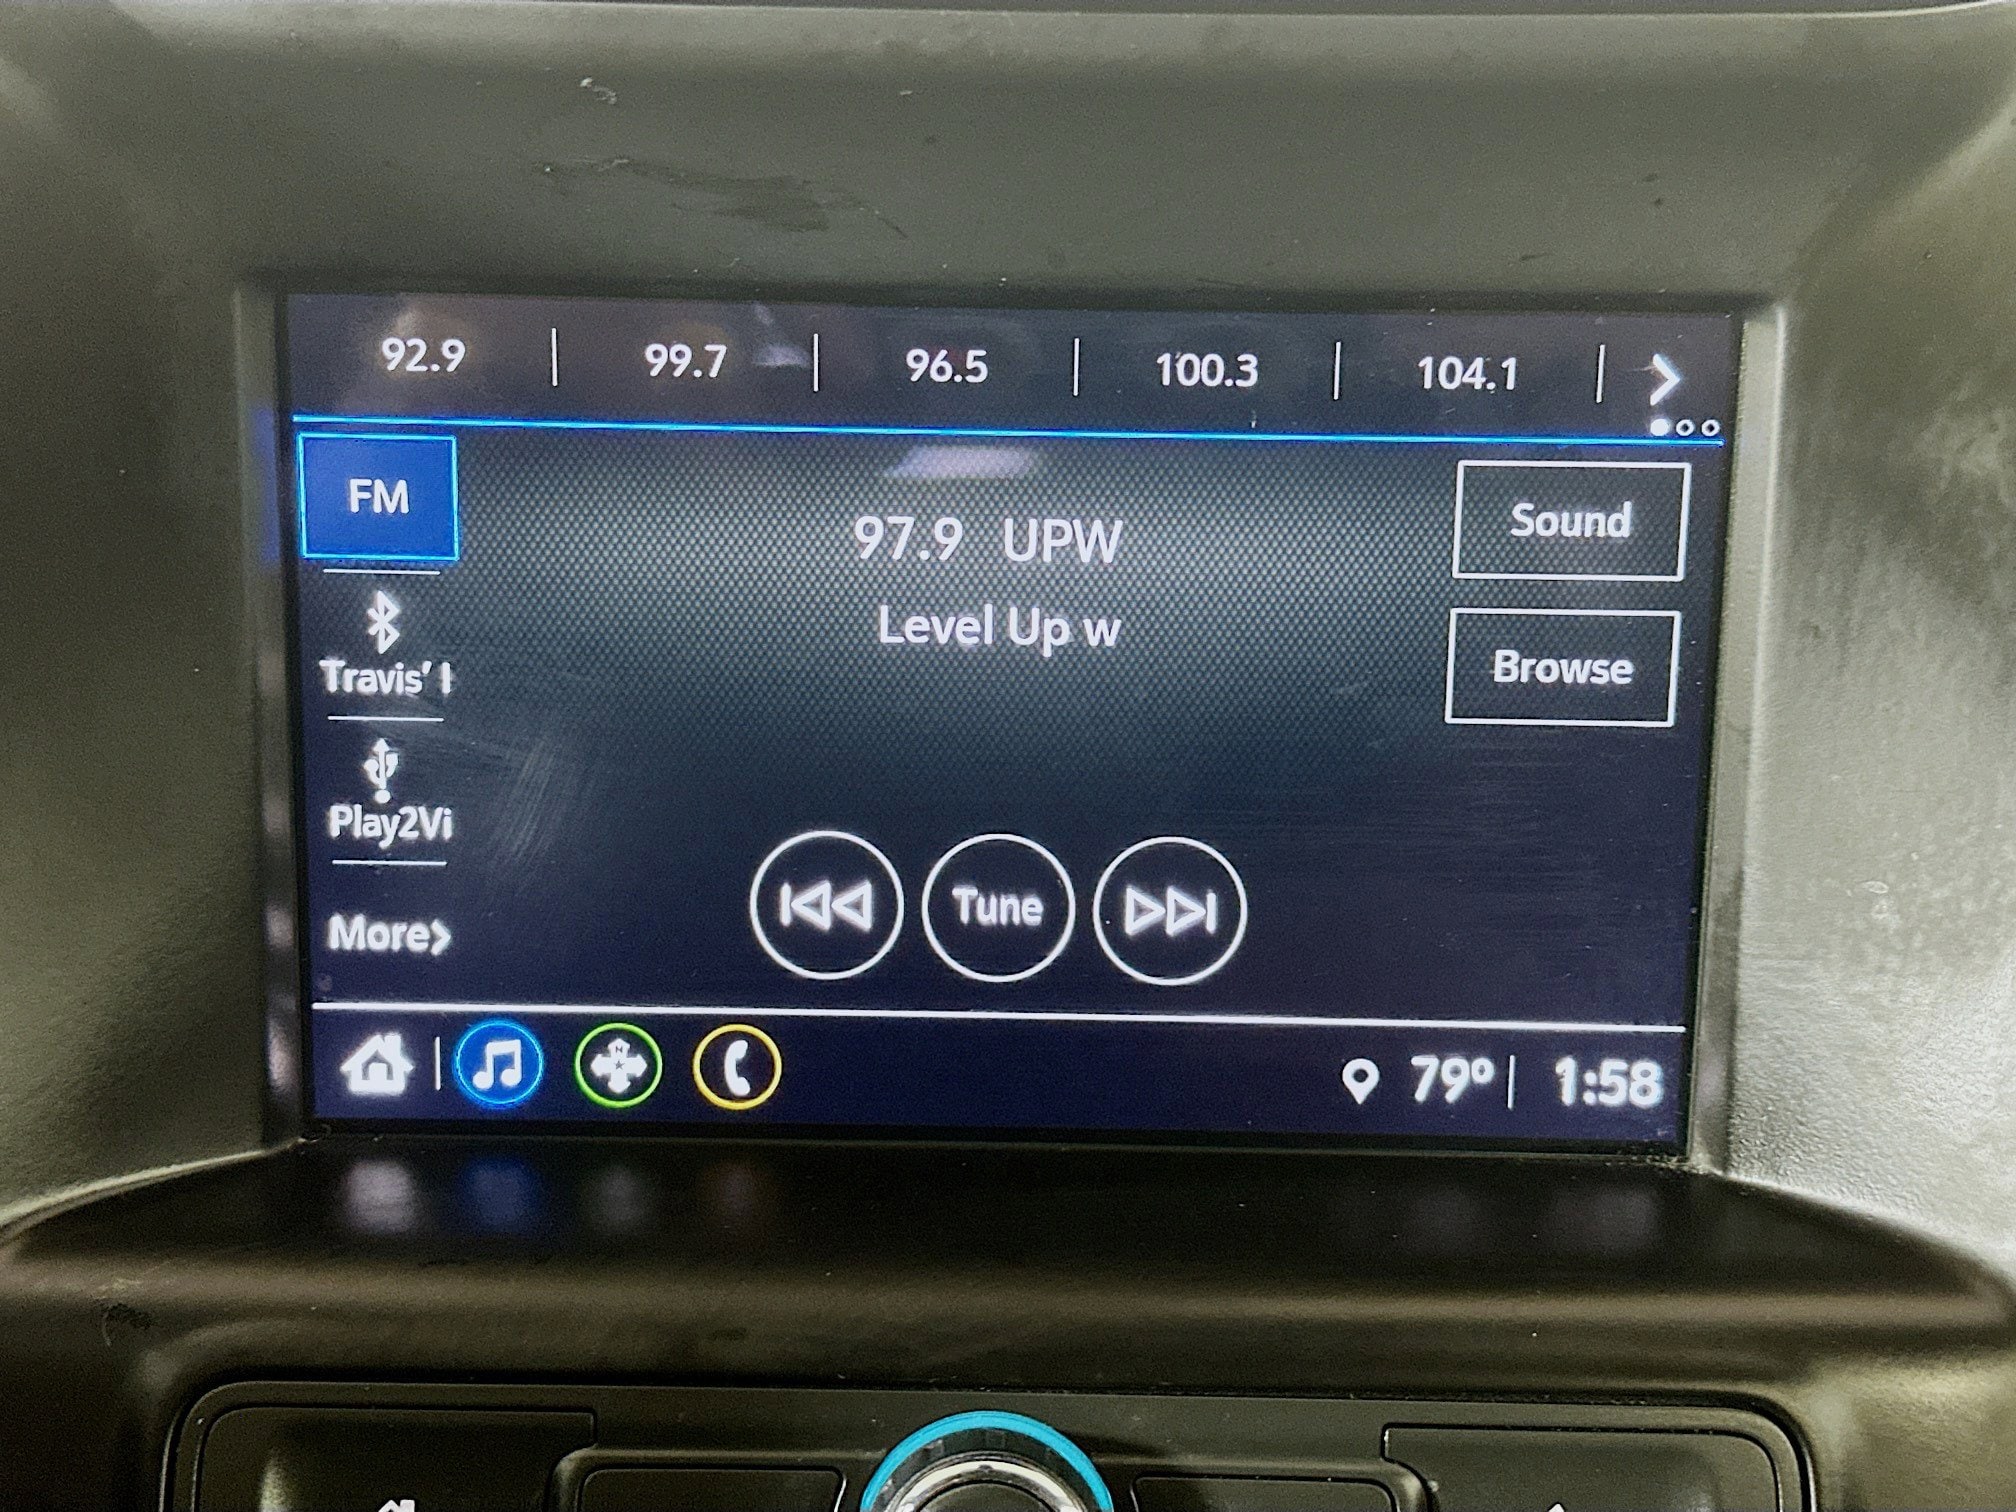 92.9 99.7 96.5 100.3 104.1
FM
97.9 UPW
Sound
Level Up w
Travis' I
Browse
Play2Vi
Tune
More>
79° 1:58